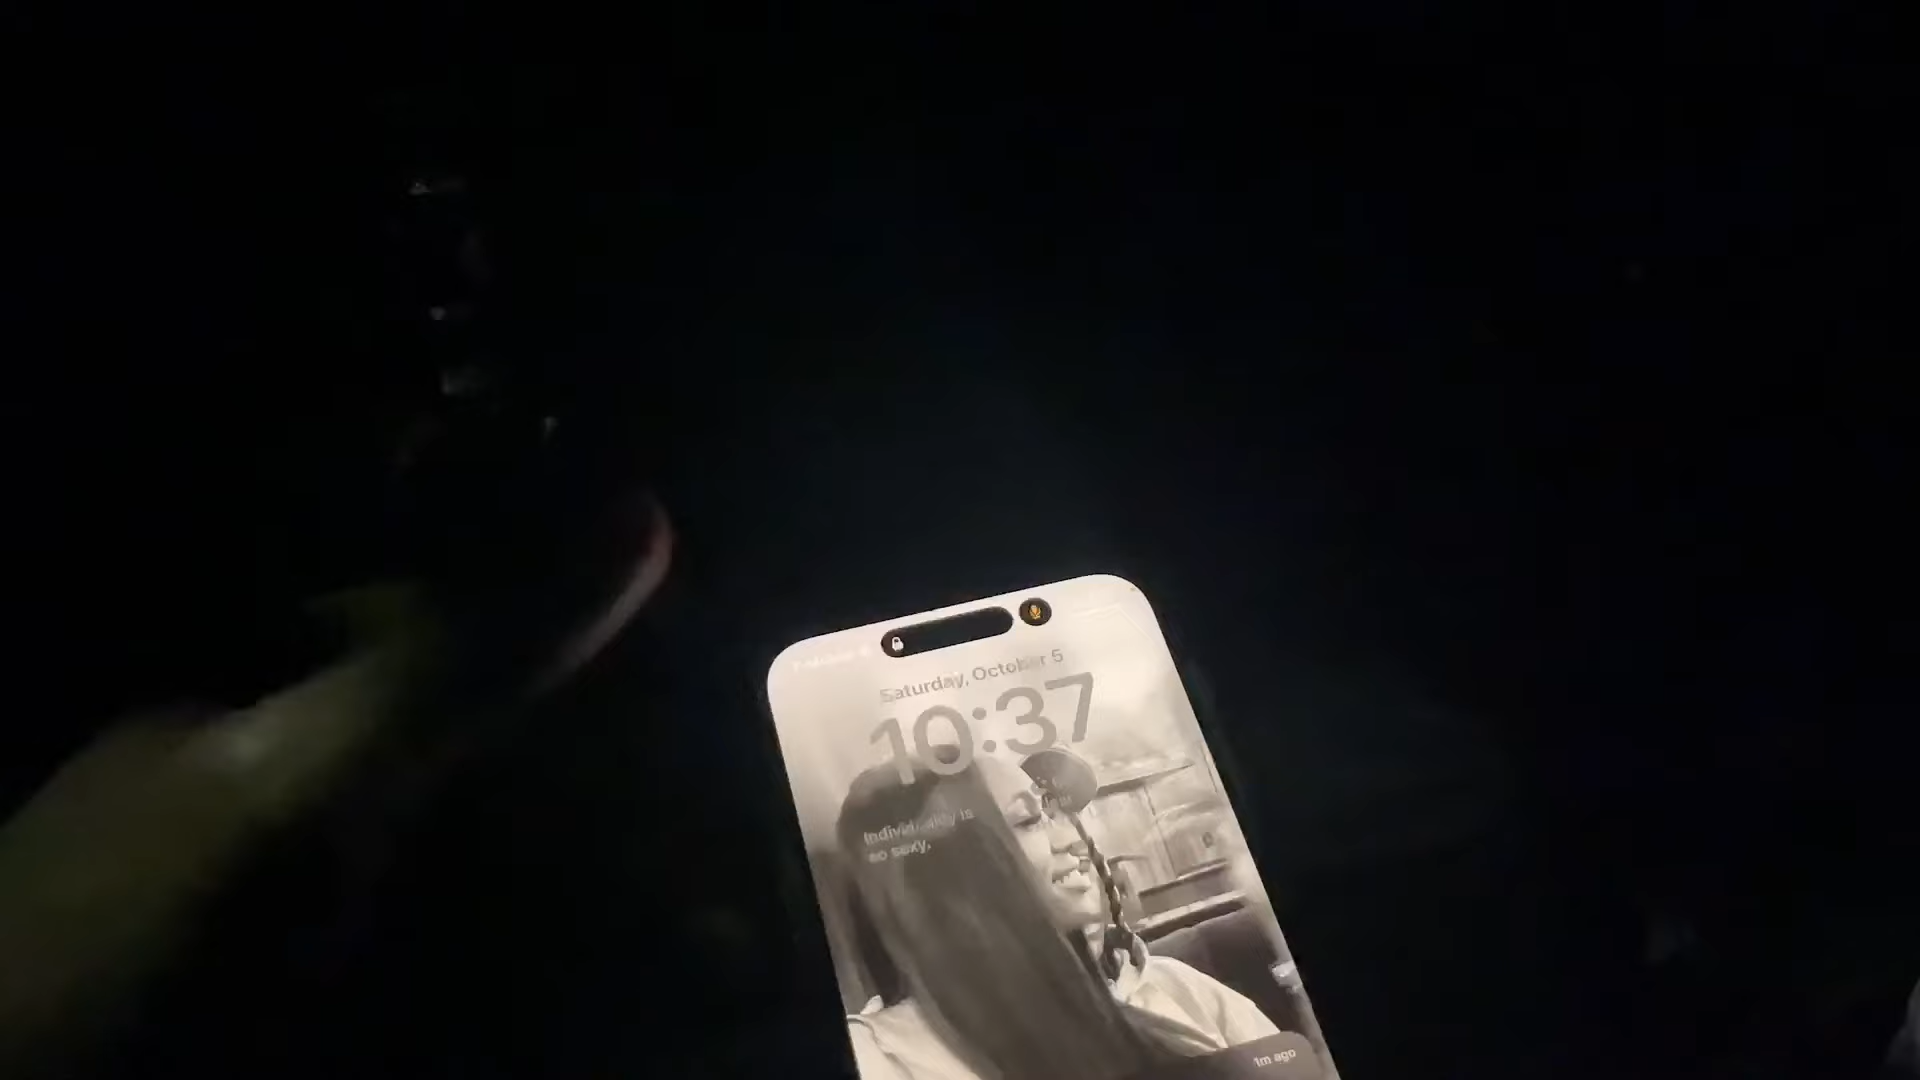 Saturday, October 5
10:37
Individuality is
so sexy,
1m ago